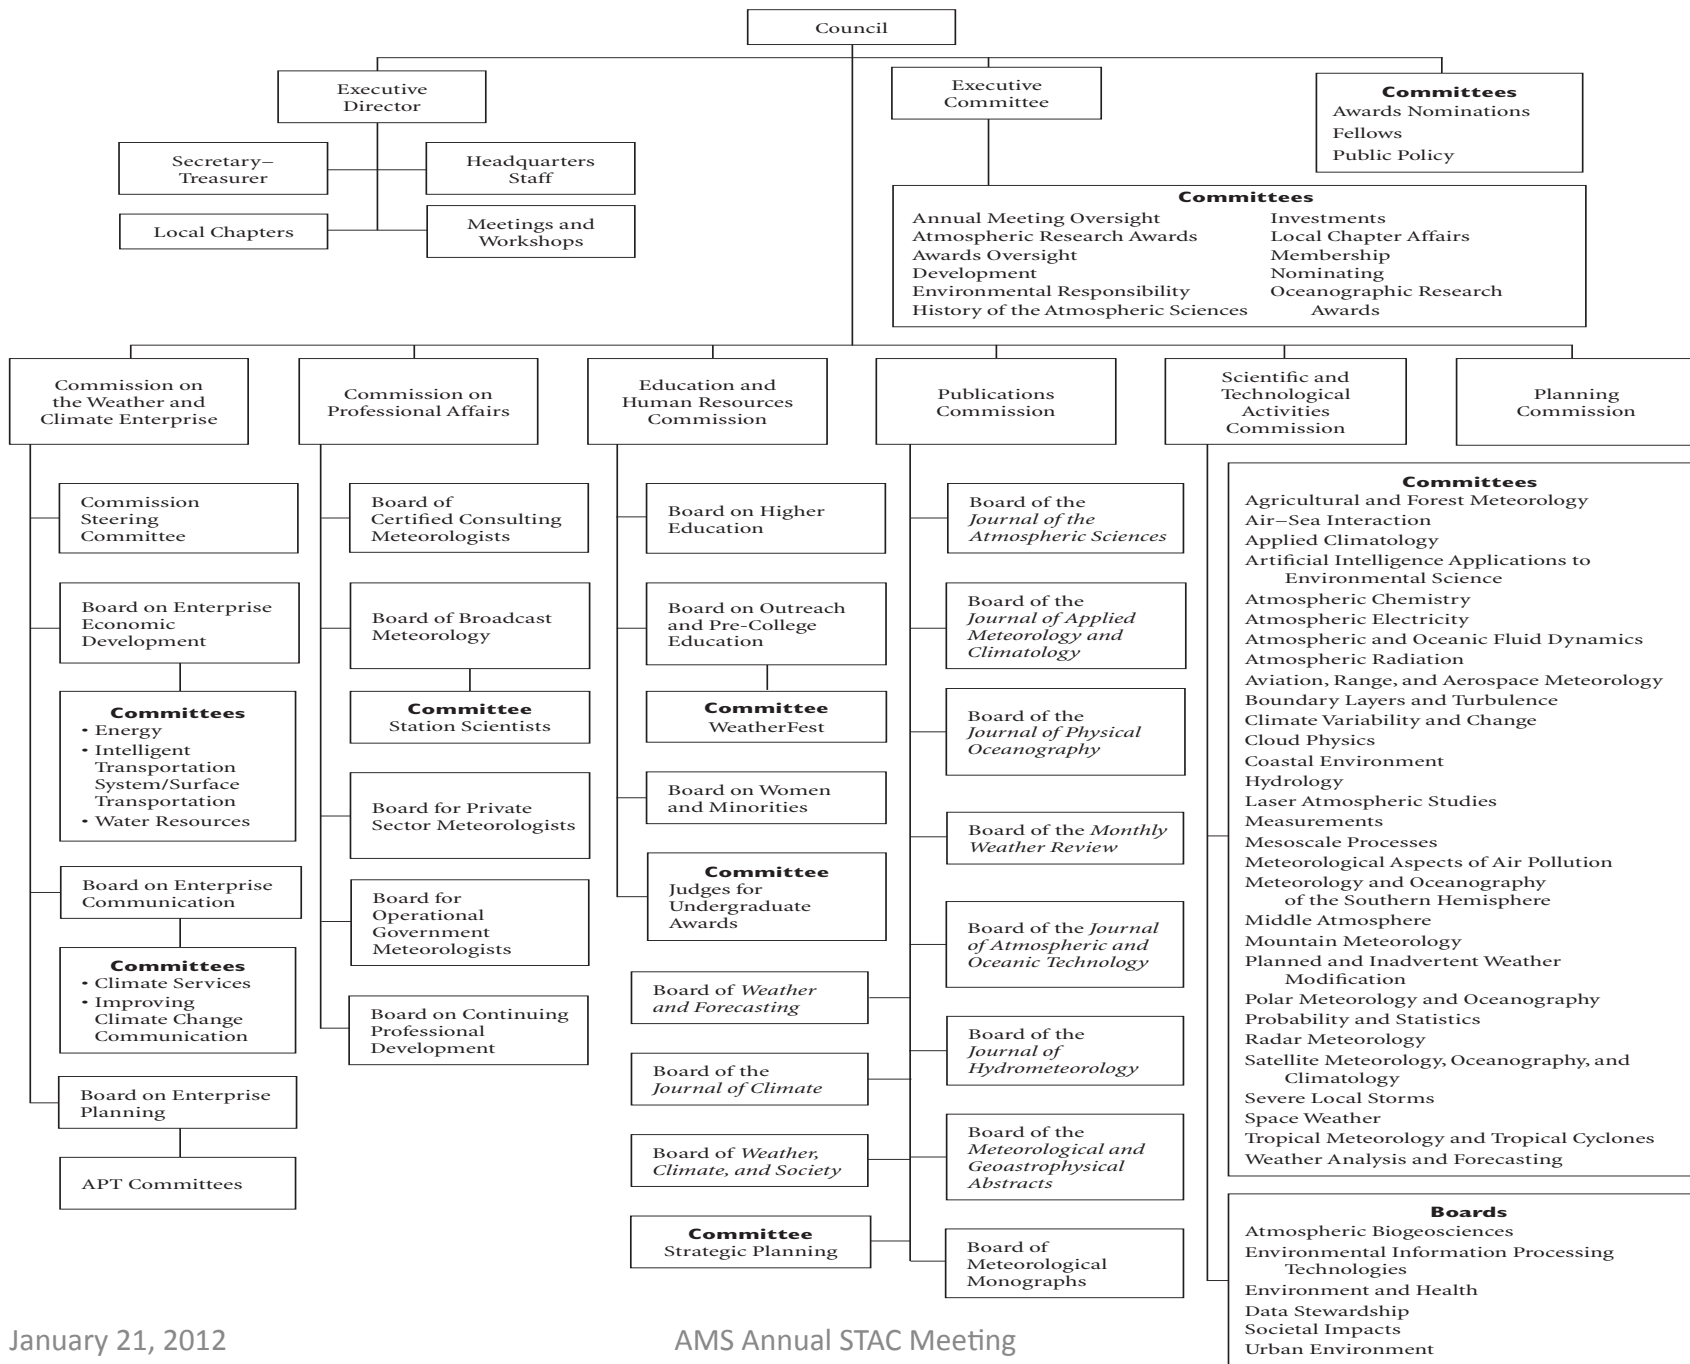 Council
Executive
Director
Executive
Committee
Committees
Awards Nominations
Fellows
Public Policy
Secretary–
Treasurer
Headquarters
Staff
Local Chapters
Meetings and
Workshops
Committees
Annual Meeting Oversight
Atmospheric Research Awards
Awards Oversight
Development
Environmental Responsibility
History of the Atmospheric Sciences
Investments
Local Chapter Affairs
Membership
Nominating
Oceanographic Research
Awards
Commission on
the Weather and
Climate Enterprise
Commission on
Professional Affairs
Education and
Human Resources
Commission
Publications
Commission
Scientific and
Technological
Activities
Commission
Planning
Commission
Commission
Steering
Committee
Board on Enterprise
Economic
Development
Committees
• Energy
• Intelligent
Transportation
System/Surface
Transportation
• Water Resources
Board on Enterprise
Communication
Committees
• Climate Services
• Improving
Climate Change
Communication
Board on Enterprise
Planning
APT Committees
Board of
Certified Consulting
Meteorologists
Board of Broadcast
Meteorology
Committee
Station Scientists
Board for Private
Sector Meteorologists
Board for
Operational
Government
Meteorologists
Board on Continuing
Professional
Development
Board on Higher
Education
Board on Outreach
and Pre-College
Education
Committee
WeatherFest
Board on Women
and Minorities
Committee
Judges for
Undergraduate
Awards
Board of Weather
and Forecasting
Board of the
Journal of Climate
Board of Weather,
Climate, and Society
Committee
Strategic Planning
Board of the
Journal of the
Atmospheric Sciences
Board of the
Journal of Applied
Meteorology and
Climatology
Board of the
Journal of Physical
Oceanography
Board of the Monthly
Weather Review
Board of the Journal
of Atmospheric and
Oceanic Technology
Board of the
Journal of
Hydrometeorology
Board of the
Meteorological and
Geoastrophysical
Abstracts
Board of
Meteorological
Monographs
Committees
Agricultural and Forest Meteorology
Air–Sea Interaction
Applied Climatology
Artificial Intelligence Applications to
Environmental Science
Atmospheric Chemistry
Atmospheric Electricity
Atmospheric and Oceanic Fluid Dynamics
Atmospheric Radiation
Aviation, Range, and Aerospace Meteorology
Boundary Layers and Turbulence
Climate Variability and Change
Cloud Physics
Coastal Environment
Hydrology
Laser Atmospheric Studies
Measurements
Mesoscale Processes
Meteorological Aspects of Air Pollution
Meteorology and Oceanography
of the Southern Hemisphere
Middle Atmosphere
Mountain Meteorology
Planned and Inadvertent Weather
Modification
Polar Meteorology and Oceanography
Probability and Statistics
Radar Meteorology
Satellite Meteorology, Oceanography, and
Climatology
Severe Local Storms
Space Weather
Tropical Meteorology and Tropical Cyclones
Weather Analysis and Forecasting
Boards
Atmospheric Biogeosciences
Environmental Information Processing
Technologies
Environment and Health
Data Stewardship
Societal Impacts
Urban Environment
January 21, 2012
AMS Annual STAC Meeting